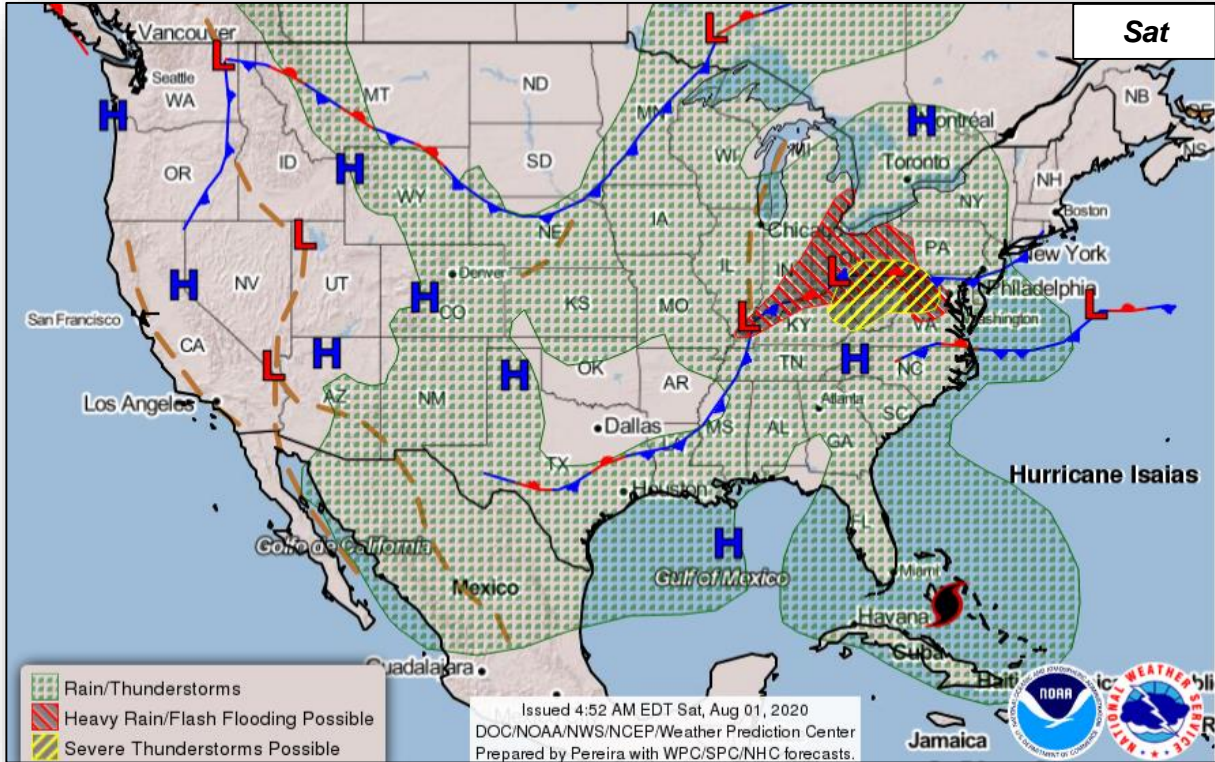 Sat
Vancouver
L
L
NB
Seattle
MT
ND
WA
MN
H
H
Montréal
OR
ID
H
SD
WI
MI
Toronto
NH
WY
NY
Boston
IA
L
NE
Chicago
PA
New York
NV
UT
Denver
IL
IN
L
H
H
CO
KS
MO
Philadelphia
San Francisco
L
KY
VA
Washington
L
CA
H
H
TN
NC
L
H
OK
AR
Los Angeles
AZ
NM
Atlanta
SC
Dallas
MS
AL
GA
TX
LA
Hurricane Isaias
Houston
FL
Golfo de California
H
Gulf of Mexico
Miami
Mexico
Havana
Cuba
Guadalajara
Rain/Thunderstorms
Heavy Rain/Flash Flooding Possible
Severe Thunderstorms Possible
Issued 4:52 AM EDT Sat, Aug 01, 2020
DOC/NOAA/NWS/NCEP/Weather Prediction Center
Prepared by Pereira with WPC/SPC/NHC forecasts.
Jamaica
NOAA
NATIONAL WEATHER SERVICE